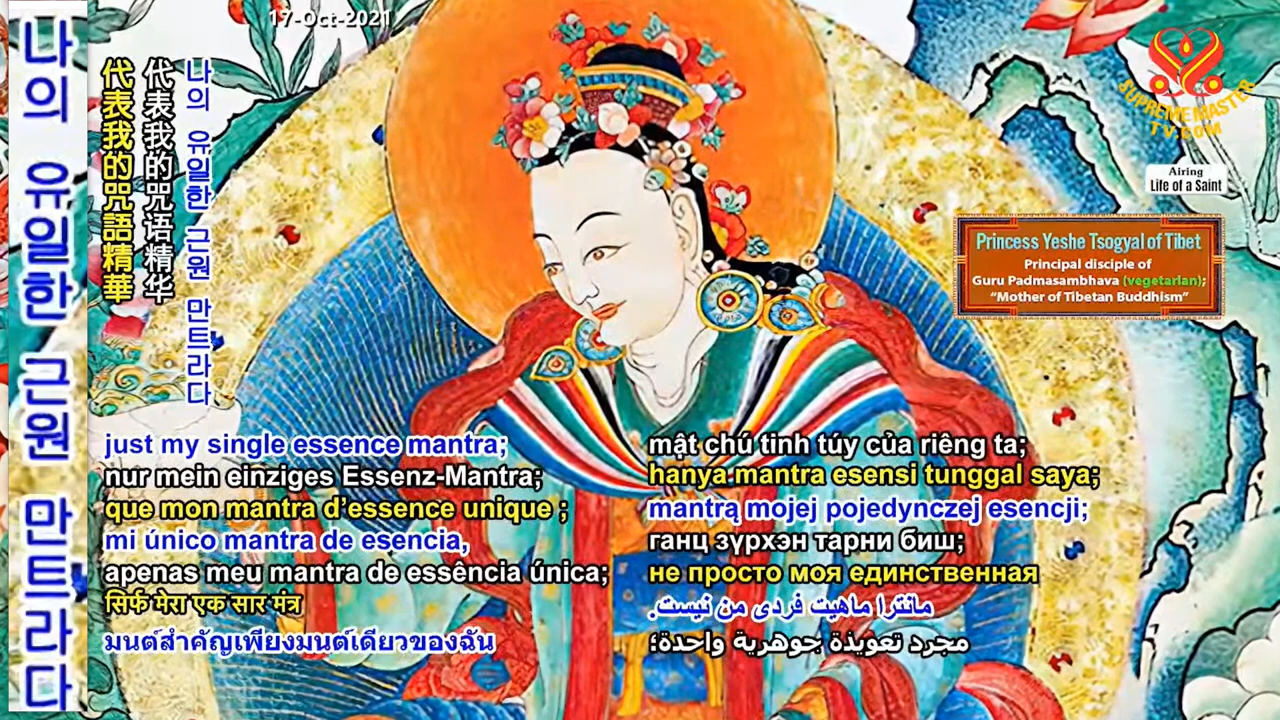 17-Oct-2021
나의 유일한 근원 만트라다
代表我的咒語精華
代表我的咒语精华
나의 유일한 근원 만트라다
SUPREME MASTER
TV.COM
Airing
Life of a Saint
Princess Yeshe Tsogyal of Tibet
Principal disciple of
Guru Padmasambhava (vegetarian);
“Mother of Tibetan Buddhism”
just my single essence mantra;
nur mein einziges Essenz-Mantra;
que mon mantra d’essence unique ;
mi único mantra de esencia,
apenas meu mantra de essência única;
सिर्फ मेरा एक सार मंत्र
มนต์สำคัญเพียงมนต์เดียวของฉัน
mật chú tinh túy của riêng ta;
hanya mantra esensi tunggal saya;
mantrą mojej pojedynczej esencji;
ганц зүрхэн тарни биш;
не просто моя единственная
مانترا ماهیت فردی من نیست.
مجرد تعويذة جوهرية واحدة؛